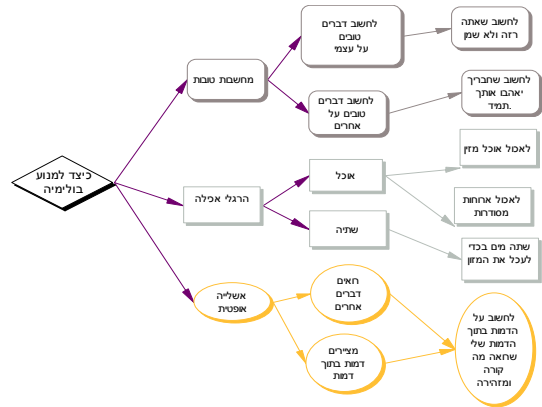 כיצד למנוע
בולימיה
מחשבות טובות
לחשוב דברים
טובים
על עצמי
לחשוב שאתה
רזה ולא שמן
לחשוב דברים
טובים על
אחרים
לחשוב שחבריך
יאהבו אותך
תמיד.
הרגלי אכילה
אוכל
לאכול אוכל מזין
לאכול ארוחות
מסודרות
שתיה
שתה מים בכדי
לעכל את המזון
אשלייה
אופטית
רואים
דברים
אחרים
מציירים
דמות בתוך
דמות
לחשוב על
הדמות בתוך
הדמות שלי
שרואה מה
קורה
ומזהירה